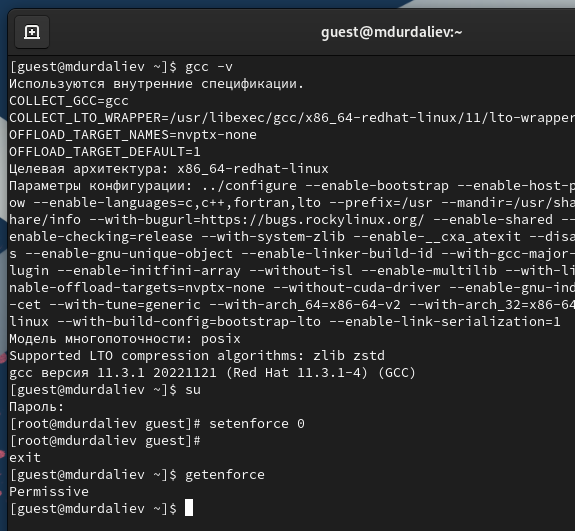 guest@mdurdaliev:~
[guest@mdurdaliev ~]$ gcc -v
Используются внутренние спецификации.
COLLECT_GCC=gcc
COLLECT_LTO_WRAPPER=/usr/libexec/gcc/x86_64-redhat-linux/11/lto-wrapper
OFFLOAD_TARGET_NAMES=nvptx-none
OFFLOAD_TARGET_DEFAULT=1
Целевая архитектура: x86_64-redhat-linux
Параметры конфигурации: ../configure --enable-bootstrap --enable-host-p
ow --enable-languages=c,c++,fortran,lto --prefix=/usr --mandir=/usr/sha
hare/info --with-bugurl=https://bugs.rockylinux.org/ --enable-shared --
enable-checking=release --with-system-zlib --enable-__cxa_atexit --disa
s --enable-gnu-unique-object --enable-linker-build-id --with-gcc-major-
lugin --enable-initfini-array --without-isl --enable-multilib --with-li
nable-offload-targets=nvptx-none --without-cuda-driver --enable-gnu-ind
-cet --with-tune=generic --with-arch_64=x86-64-v2 --with-arch_32=x86-64
linux --with-build-config=bootstrap-lto --enable-link-serialization=1
Модель многопоточности: posix
Supported LTO compression algorithms: zlib zstd
gcc версия 11.3.1 20221121 (Red Hat 11.3.1-4) (GCC)
[guest@mdurdaliev ~]$ su
Пароль:
[root@mdurdaliev guest]# setenforce 0
[root@mdurdaliev guest]#
exit
[guest@mdurdaliev ~]$ getenforce
Permissive
[guest@mdurdaliev ~]$